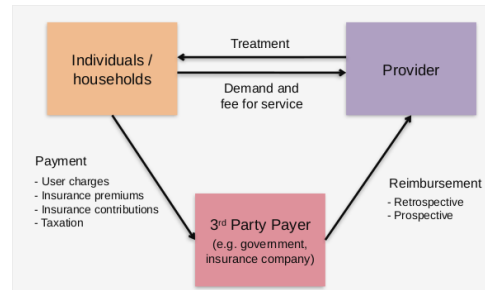 Individuals /
households
Treatment
Demand and
fee for service
Provider
Payment
- User charges
- Insurance premiums
- Insurance contributions
- Taxation
3rd Party Payer
(e.g. government,
insurance company)
Reimbursement
- Retrospective
- Prospective